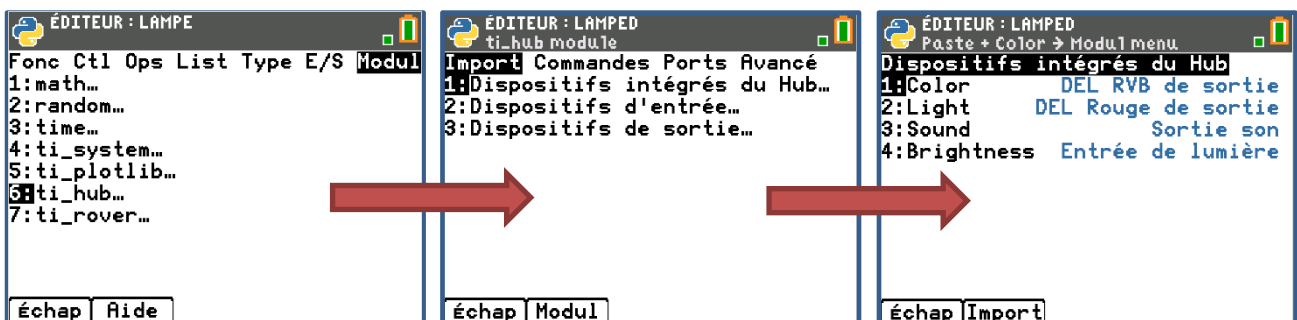 ÉDITEUR : LAMPE
Fonc Ctl Ops List Type E/S Modul
1:math…
2:random…
3:time…
4:ti_system…
5:ti_plotlib…
6:ti_hub…
7:ti_rover…
Échap Aide
ÉDITEUR : LAMPED
ti_hub module
Import Commandes Ports Avancé
1:Dispositifs intégrés du Hub…
2:Dispositifs d'entrée…
3:Dispositifs de sortie…
Échap Modul
ÉDITEUR : LAMPED
Paste + Color → Modul menu
Dispositifs intégrés du Hub
1:Color DEL RVB de sortie
2:Light DEL Rouge de sortie
3:Sound Sortie son
4:Brightness Entrée de lumière
Échap Import